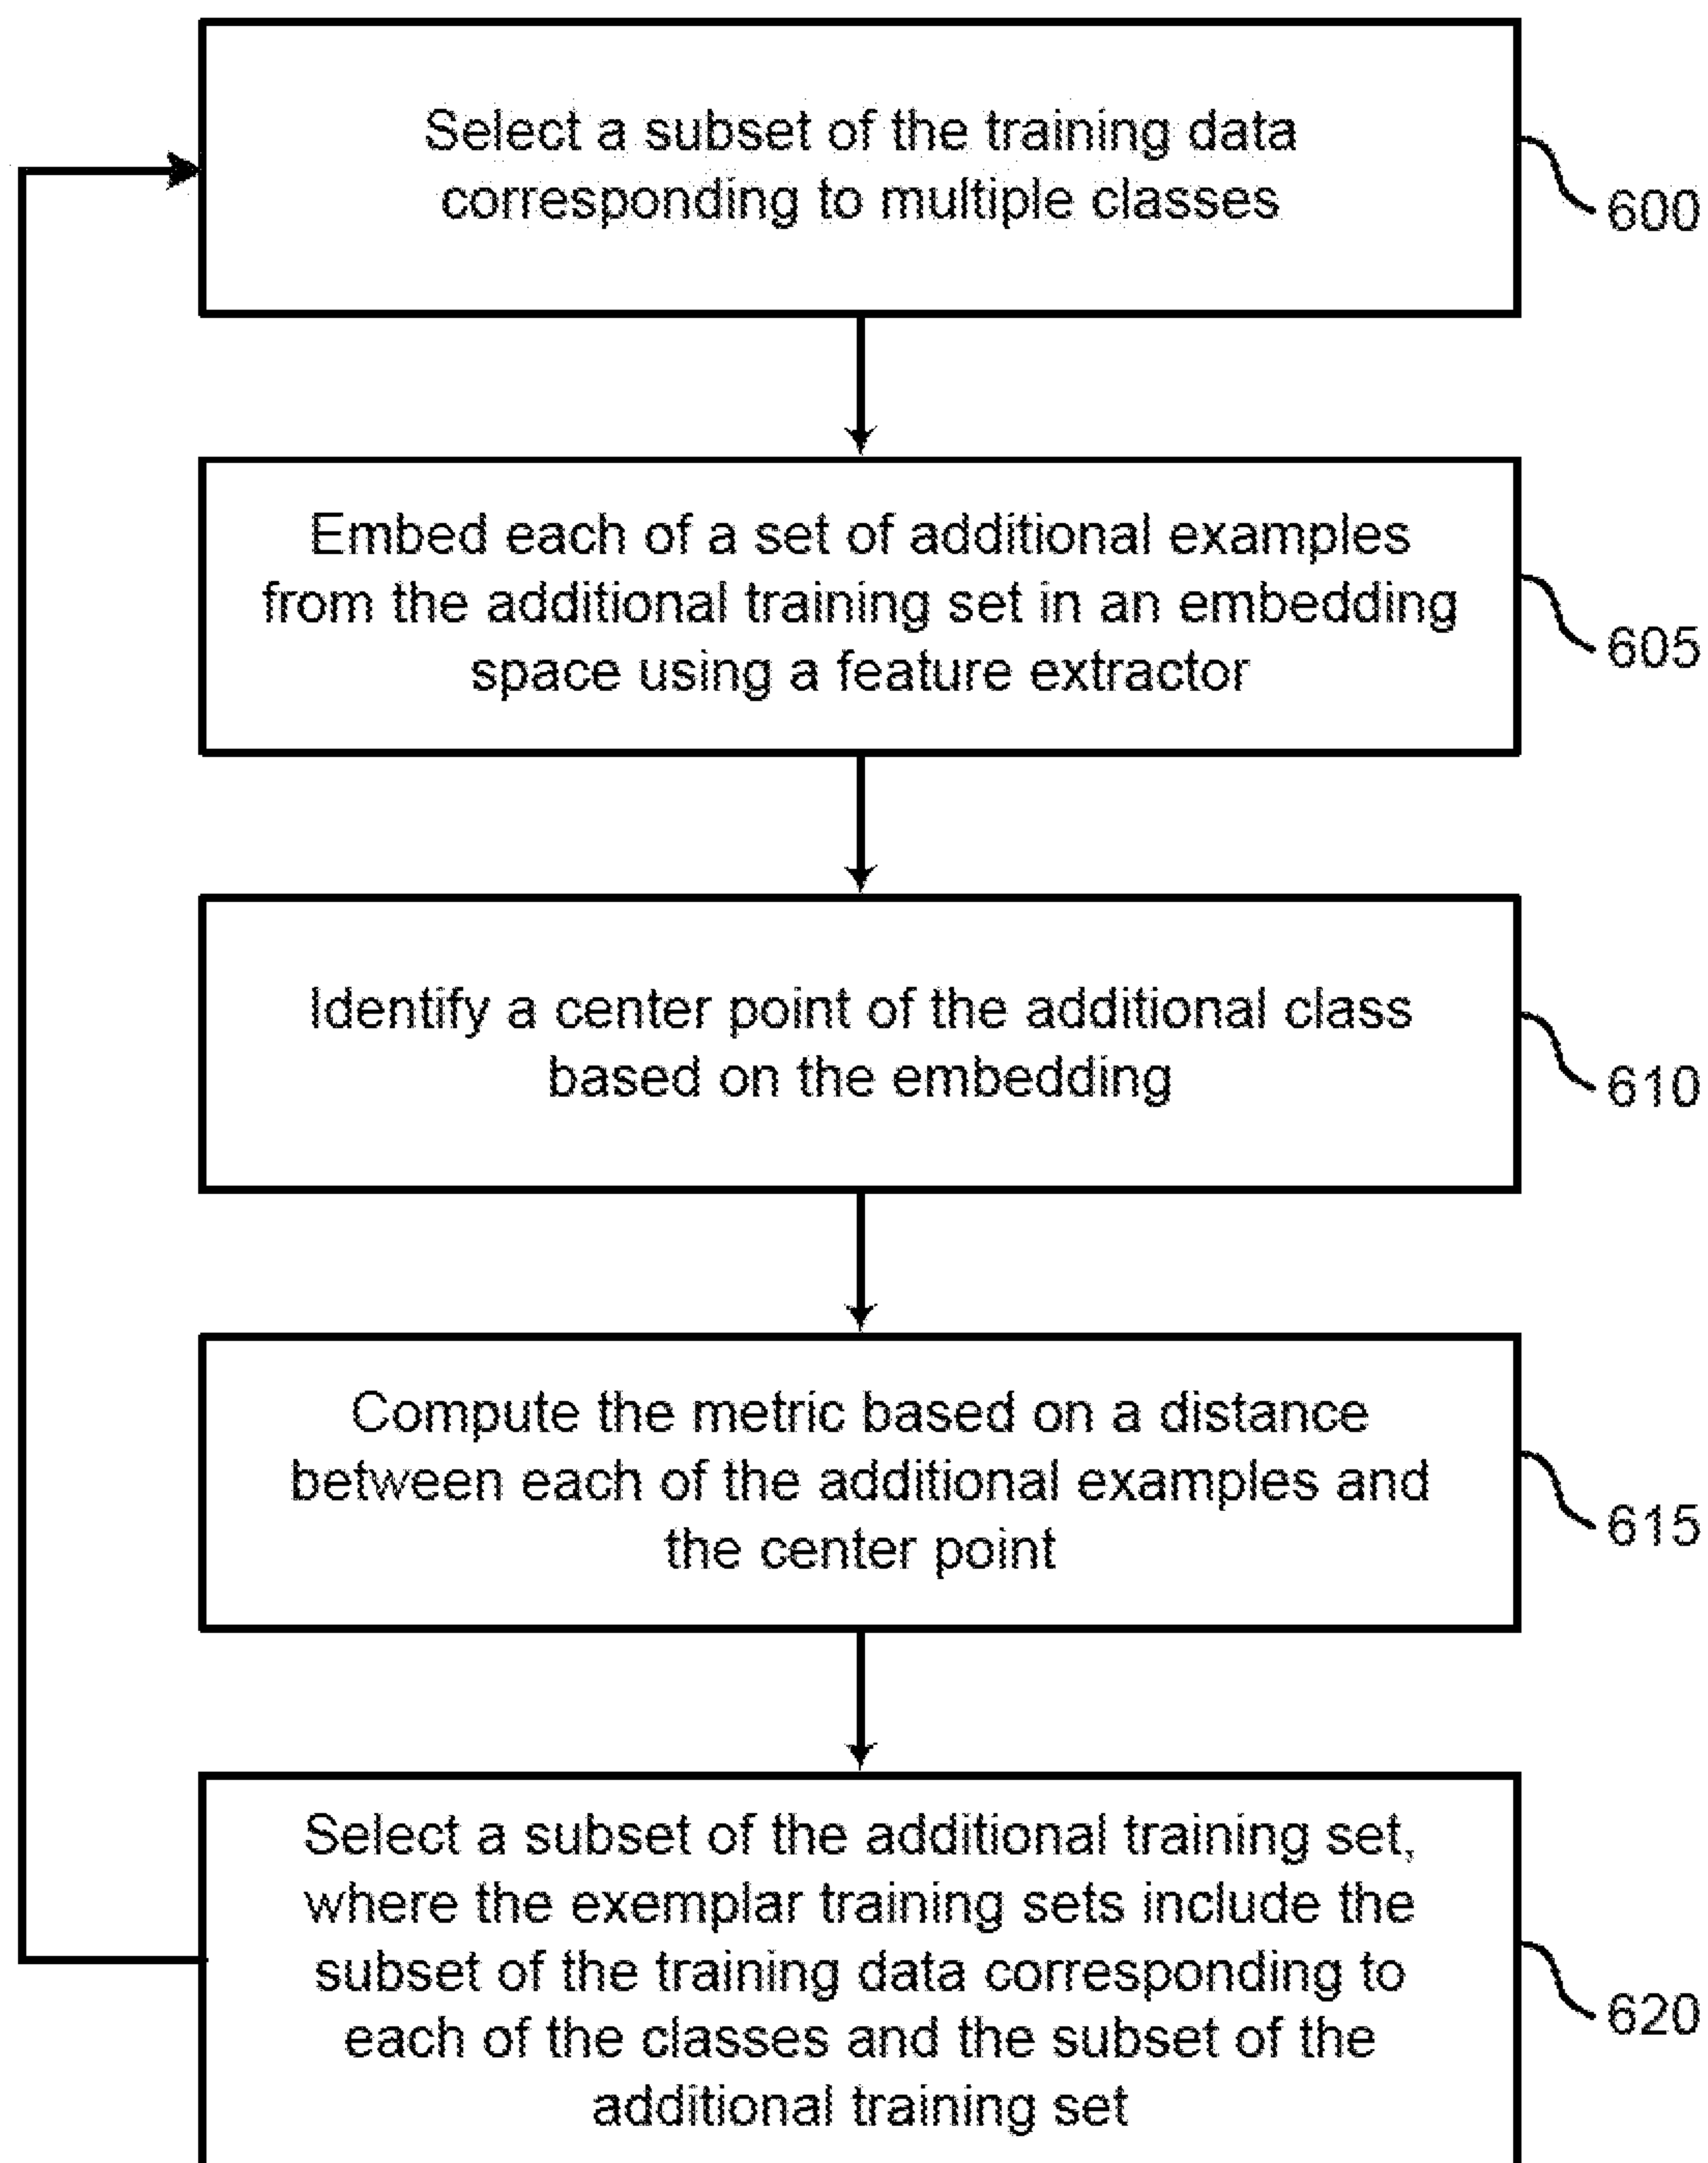 Select a subset of the training data
corresponding to multiple classes
600
Embed each of a set of additional examples
from the additional training set in an embedding
space using a feature extractor
605
Identify a center point of the additional class
based on the embedding
610
Compute the metric based on a distance
between each of the additional examples and
the center point
615
Select a subset of the additional training set,
where the exemplar training sets include the
subset of the training data corresponding to
each of the classes and the subset of the
additional training set
620